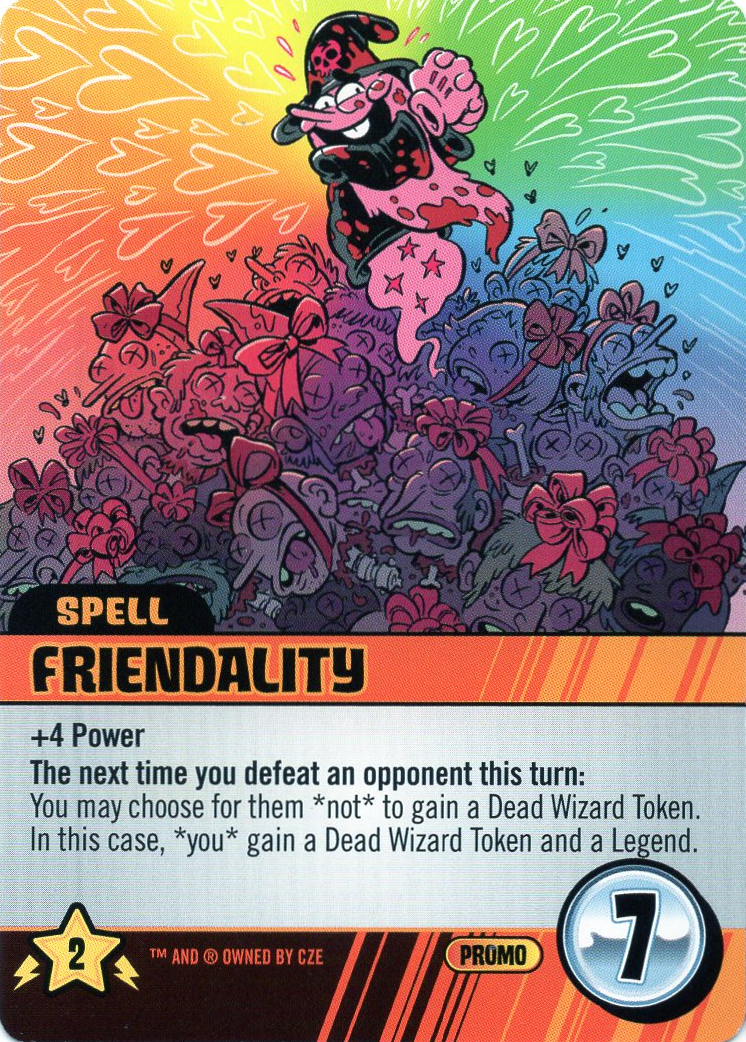 SPELL
FRIENDALITY
+4 Power
The next time you defeat an opponent this turn:
You may choose for them *not* to gain a Dead Wizard Token.
In this case, *you* gain a Dead Wizard Token and a Legend.
2
™ AND ® OWNED BY CZE
PROMO
7